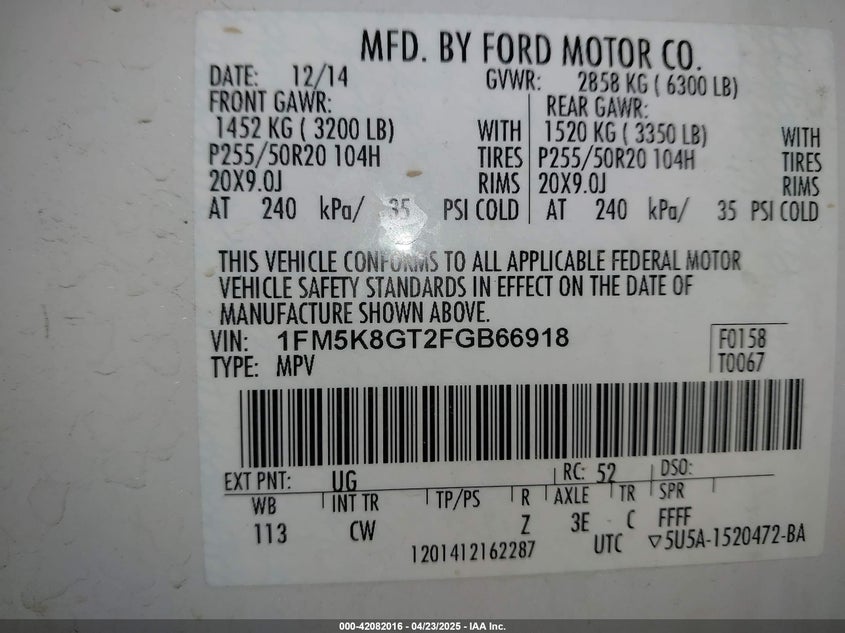 MFD. BY FORD MOTOR CO.
DATE: 12/14 GVWR: 2858 KG ( 6300 LB)
FRONT GAWR: REAR GAWR:
1452 KG ( 3200 LB) WITH 1520 KG ( 3350 LB) WITH
P255/50R20 104H TIRES P255/50R20 104H TIRES
20X9.0J RIMS 20X9.0J RIMS
AT 240 kPa/ 35 PSI COLD AT 240 kPa/ 35 PSI COLD
THIS VEHICLE CONFORMS TO ALL APPLICABLE FEDERAL MOTOR
VEHICLE SAFETY STANDARDS IN EFFECT ON THE DATE OF
MANUFACTURE SHOWN ABOVE.
VIN: 1FM5K8GT2FGB66918 F0158
TYPE: MPV T0067
EXT PNT: UG RC: 52 DSO:
WB INT TR TP/PS R AXLE TR SPR
113 CW Z 3E C FFFF
1201412162287 UTC ▽5U5A-1520472-BA
000-42082016 - 04/23/2025 - IAA Inc.